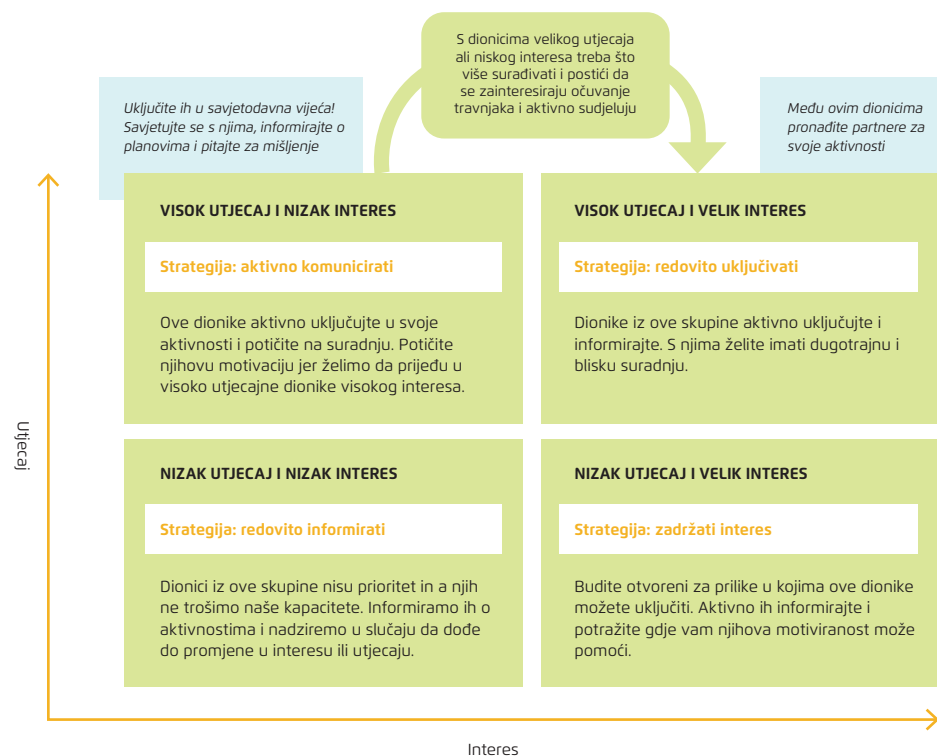 S dionicima velikog utjecaja
ali niskog interesa treba što
više surađivati i postići da
se zainteresiraju očuvanje
travnjaka i aktivno sudjeluju
Uključite ih u savjetodavna vijeća!
Savjetujte se s njima, informirajte o
planovima i pitajte za mišljenje
Među ovim dionicima
pronađite partnere za
svoje aktivnosti
VISOK UTJECAJ I NIZAK INTERES
Strategija: aktivno komunicirati
Ove dionike aktivno uključujte u svoje
aktivnosti i potičite na suradnju. Potičite
njihovu motivaciju jer želimo da prijeđu u
visoko utjecajne dionike visokog interesa.
VISOK UTJECAJ I VELIK INTERES
Strategija: redovito uključivati
Dionike iz ove skupine aktivno uključujte i
informirajte. S njima želite imati dugotrajnu i
blisku suradnju.
Utjecaj
NIZAK UTJECAJ I NIZAK INTERES
Strategija: redovito informirati
Dionici iz ove skupine nisu prioritet in a njih
ne trošimo naše kapacitete. Informiramo ih o
aktivnostima i nadziremo u slučaju da dođe
do promjene u interesu ili utjecaju.
NIZAK UTJECAJ I VELIK INTERES
Strategija: zadržati interes
Budite otvoreni za prilike u kojima ove dionike
možete uključiti. Aktivno ih informirajte i
potražite gdje vam njihova motiviranost može
pomoći.
Interes